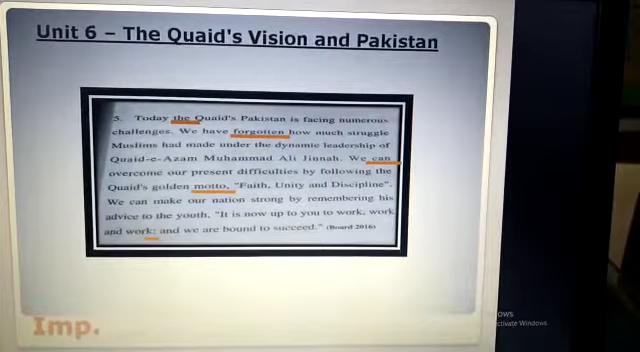 Unit 6 – The Quaid's Vision and Pakistan
5. Today the Quaid's Pakistan is facing numerous
challenges. We have forgotten how much struggle
Muslims had made under the dynamic leadership of
Quaid-e-Azam Muhammad Ali Jinnah. We can
overcome our present difficulties by following the
Quaid's golden motto, "Faith, Unity and Discipline".
We can make our nation strong by remembering his
advice to the youth, "It is now up to you to work, work
and work; and we are bound to succeed." (Board 2016)
Imp.
ows
ctivate Windows